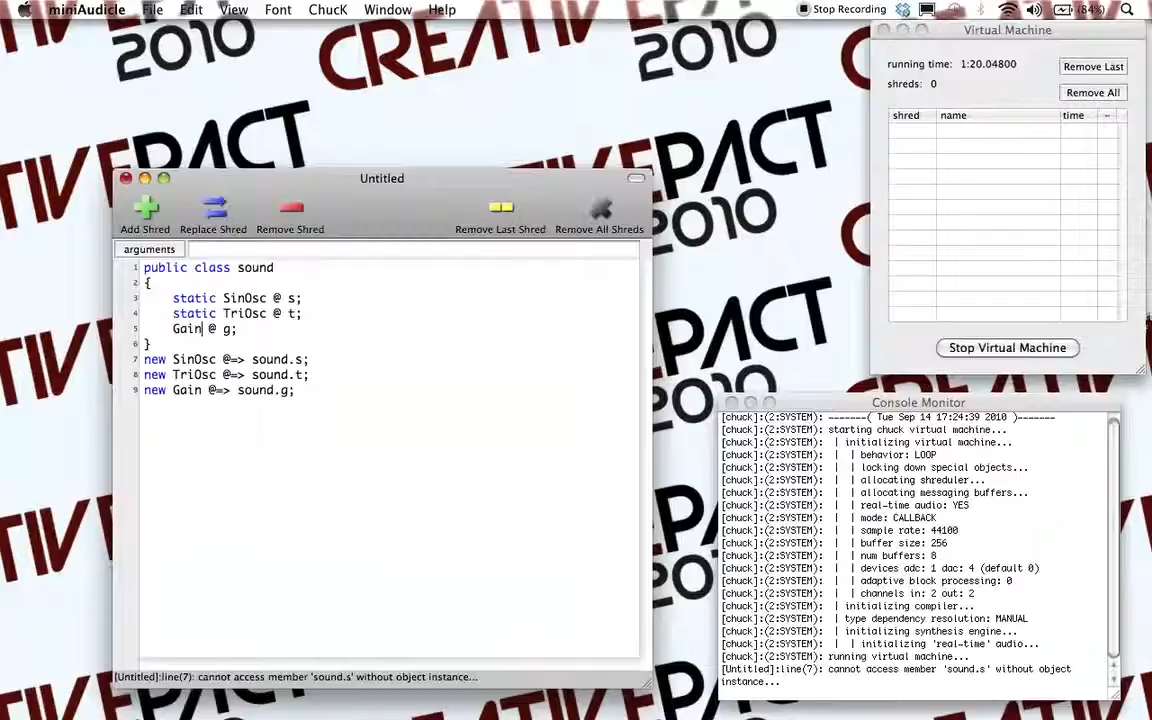 miniAudicle File Edit View Font ChucK Window Help
Stop Recording
(84%)
CREATIVEPACT
2010
Virtual Machine
running time: 1:20.04800
Remove Last
shreds: 0
Remove All
shred name time -
Stop Virtual Machine
Untitled
Add Shred Replace Shred Remove Shred Remove Last Shred Remove All Shreds
arguments
1 public class sound
2 {
3 static SinOsc @ s;
4 static TriOsc @ t;
5 Gain @ g;
6 }
7 new SinOsc @=> sound.s;
8 new TriOsc @=> sound.t;
9 new Gain @=> sound.g;
[Untitled]:line(7): cannot access member 'sound.s' without object instance...
Console Monitor
[chuck]:(2:SYSTEM): -------( Tue Sep 14 17:24:39 2010 )-------
[chuck]:(2:SYSTEM): starting chuck virtual machine...
[chuck]:(2:SYSTEM): | initializing virtual machine...
[chuck]:(2:SYSTEM): | | behavior: LOOP
[chuck]:(2:SYSTEM): | | locking down special objects...
[chuck]:(2:SYSTEM): | | allocating shreduler...
[chuck]:(2:SYSTEM): | | allocating messaging buffers...
[chuck]:(2:SYSTEM): | | real-time audio: YES
[chuck]:(2:SYSTEM): | | mode: CALLBACK
[chuck]:(2:SYSTEM): | | sample rate: 44100
[chuck]:(2:SYSTEM): | | buffer size: 256
[chuck]:(2:SYSTEM): | | num buffers: 8
[chuck]:(2:SYSTEM): | | devices adc: 1 dac: 4 (default 0)
[chuck]:(2:SYSTEM): | | adaptive block processing: 0
[chuck]:(2:SYSTEM): | | channels in: 2 out: 2
[chuck]:(2:SYSTEM): | initializing compiler...
[chuck]:(2:SYSTEM): | type dependency resolution: MANUAL
[chuck]:(2:SYSTEM): | initializing synthesis engine...
[chuck]:(2:SYSTEM): | initializing 'real-time' audio...
[chuck]:(2:SYSTEM): running virtual machine...
[Untitled]:line(7): cannot access member 'sound.s' without object
instance...